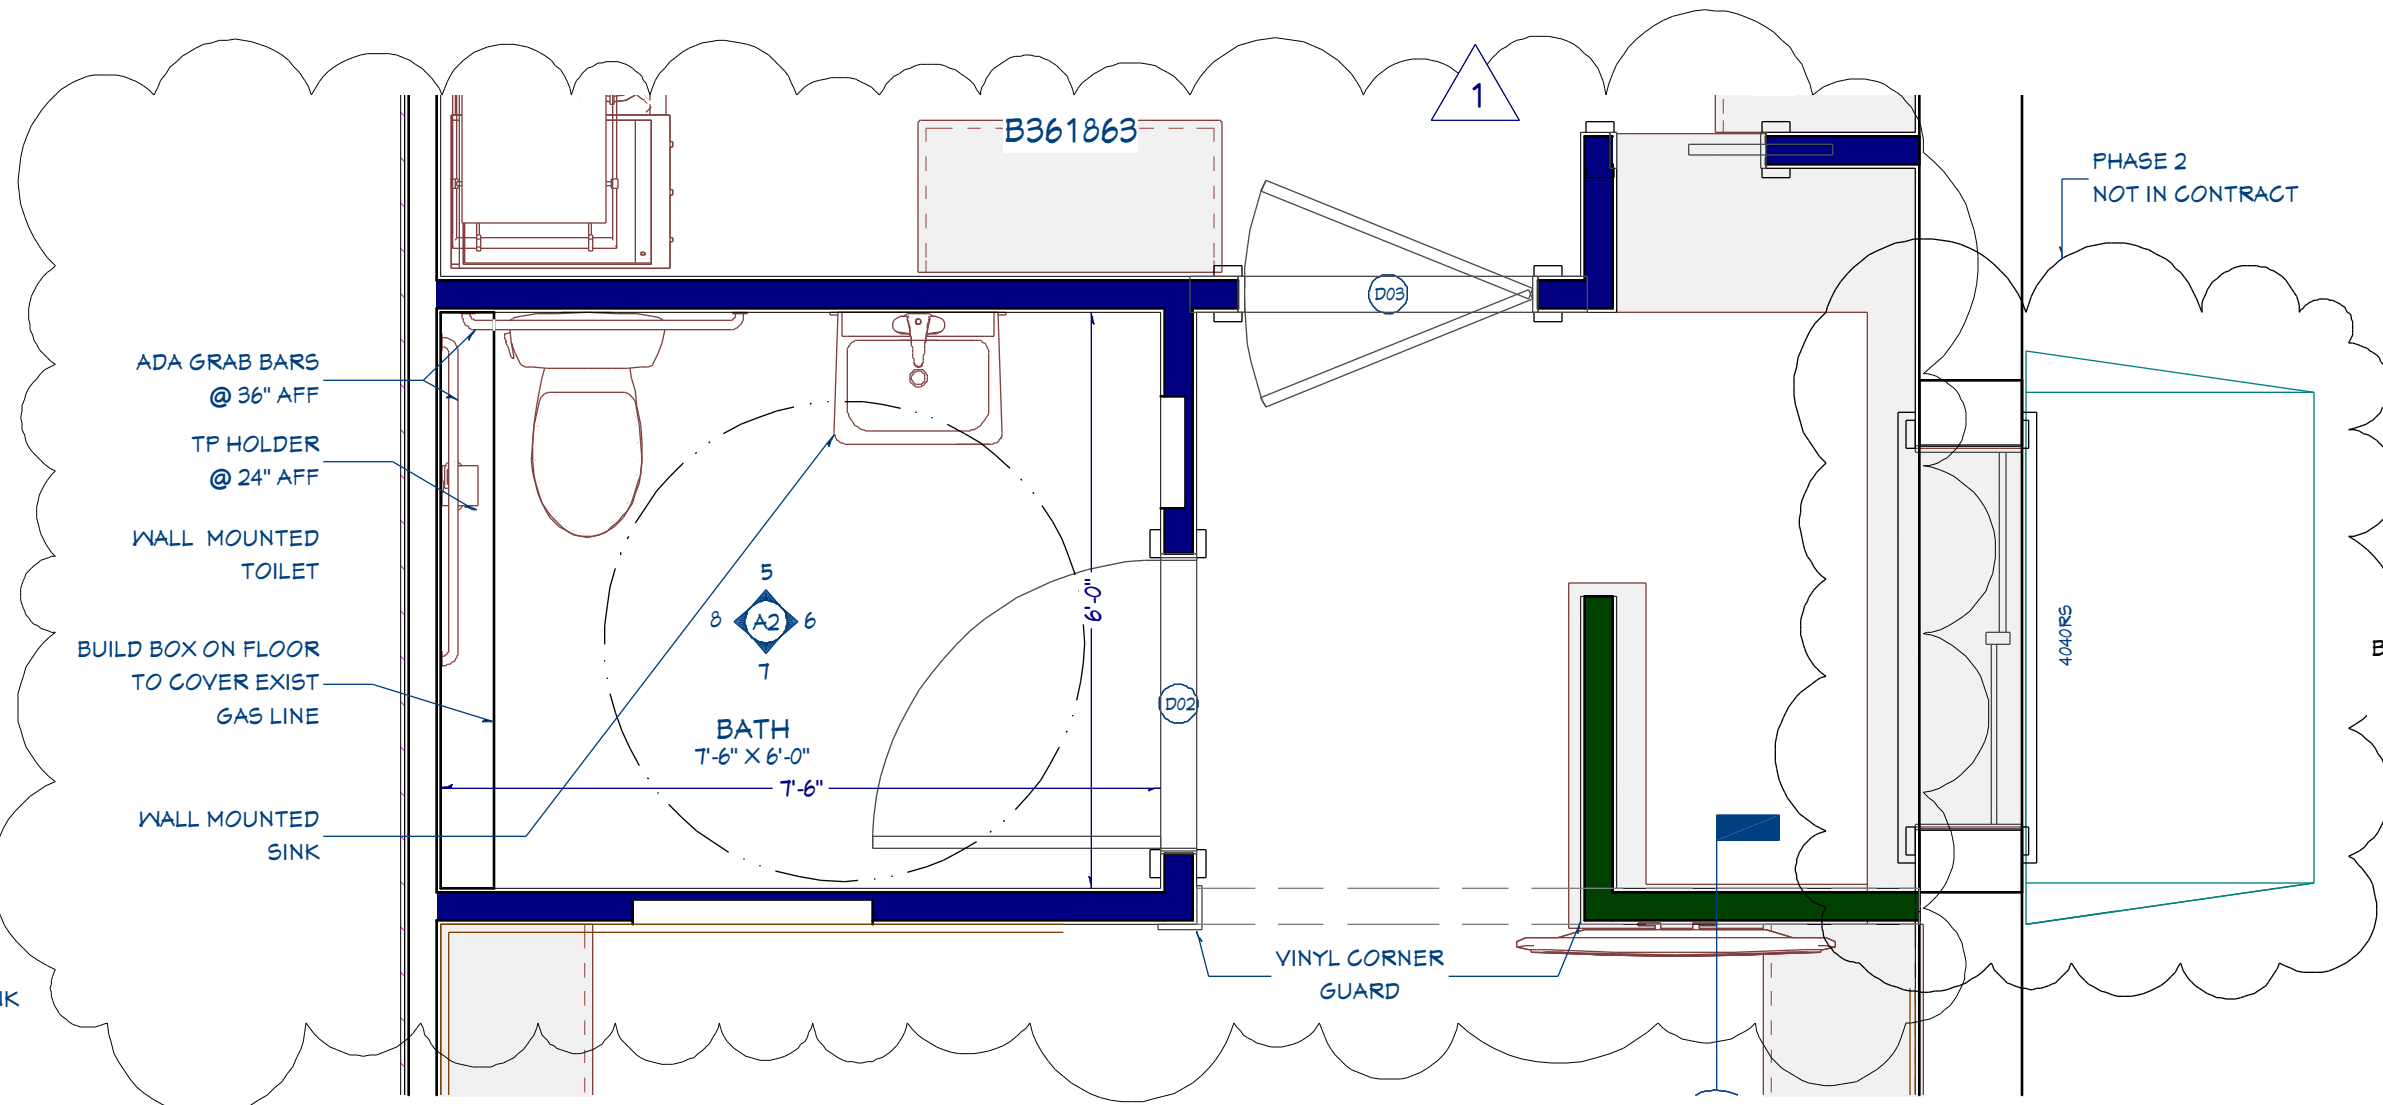 1
B361863
PHASE 2
NOT IN CONTRACT
D03
ADA GRAB BARS
@ 36" AFF
TP HOLDER
@ 24" AFF
WALL MOUNTED
TOILET
5
8 A2 6
7
6'-0"
4040RS
BUILD BOX ON FLOOR
TO COVER EXIST
GAS LINE
D02
BATH
7'-6" X 6'-0"
7'-6"
WALL MOUNTED
SINK
VINYL CORNER
GUARD